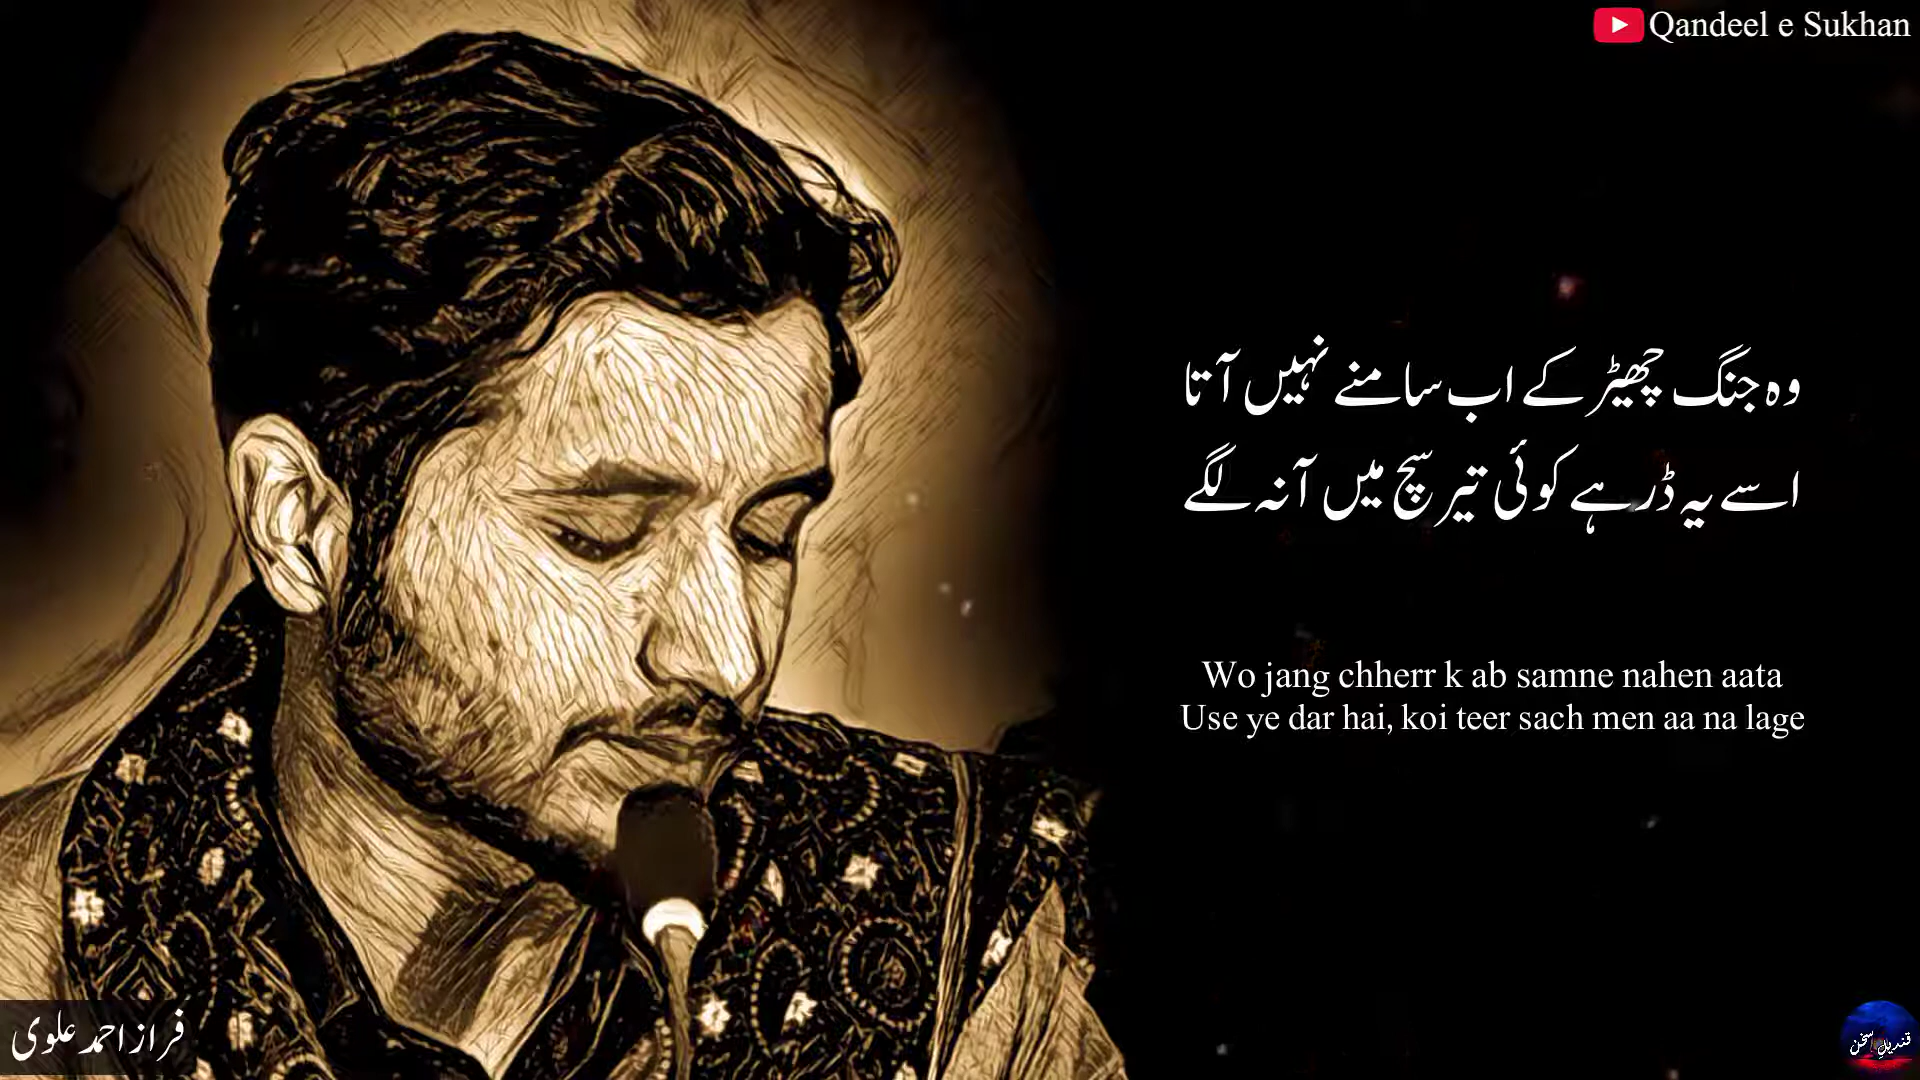 Qandeel e Sukhan
وہ جنگ چھیڑ کے اب سامنے نہیں آتا
اسے یہ ڈر ہے کوئی تیر سچ میں آ نہ لگے
Wo jang chherr k ab samne nahen aata
Use ye dar hai, koi teer sach men aa na lage
فراز احمد علوی
قندیلِ سخن